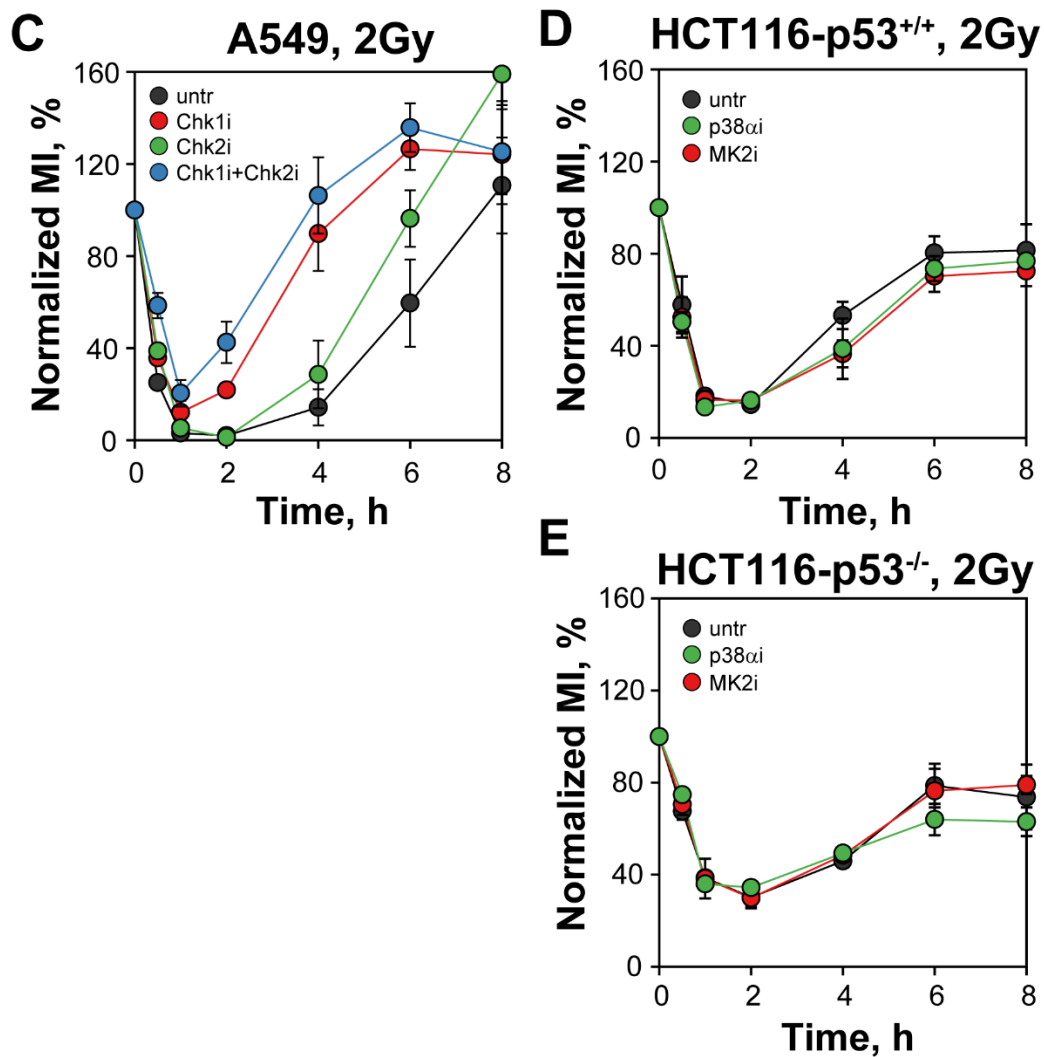 C
A549, 2Gy
Normalized MI, %
160
120
80
40
0
untr
Chk1i
Chk2i
Chk1i+Chk2i
0 2 4 6 8
Time, h
D
HCT116-p53+/+, 2Gy
Normalized MI, %
160
120
80
40
0
untr
p38αi
MK2i
0 2 4 6 8
Time, h
E
HCT116-p53-/-, 2Gy
Normalized MI, %
160
120
80
40
0
untr
p38αi
MK2i
0 2 4 6 8
Time, h